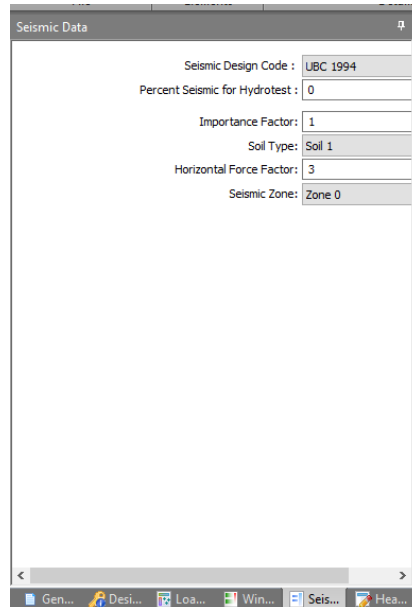 Seismic Data
Seismic Design Code : UBC 1994
Percent Seismic for Hydrotest : 0
Importance Factor: 1
Soil Type: Soil 1
Horizontal Force Factor: 3
Seismic Zone: Zone 0
Gen... Desi... Loa... Win... Seis... Hea...